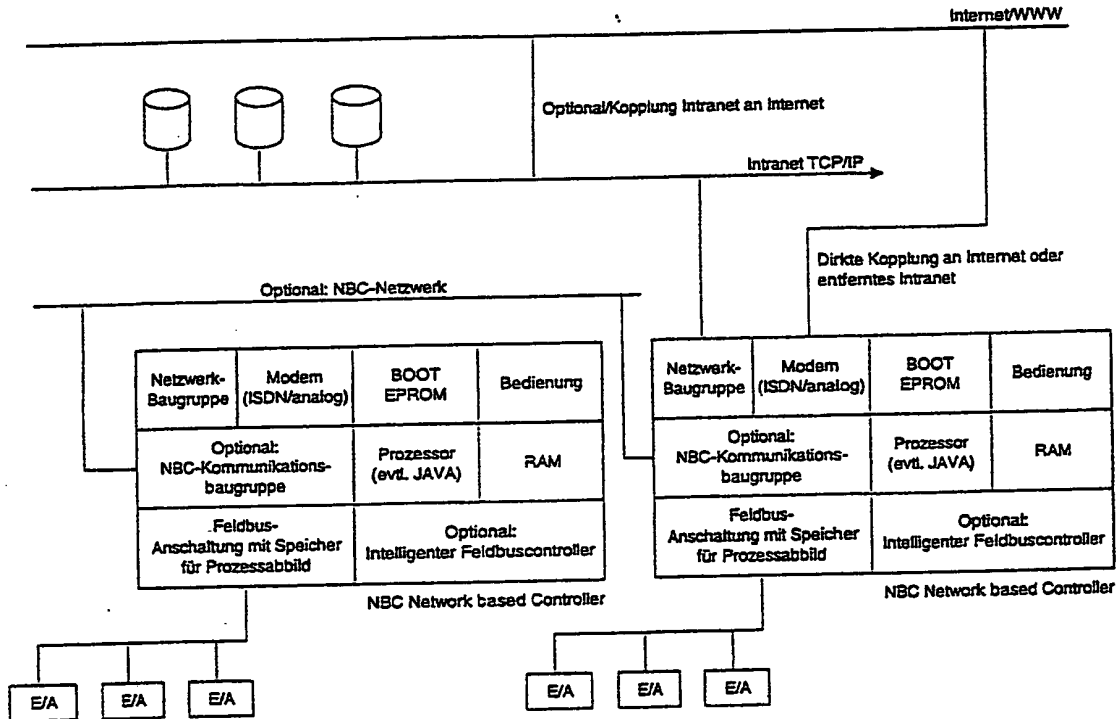 Internet/WWW
Optional/Kopplung Intranet an Internet
Intranet TCP/IP
Dirkte Kopplung an Internet oder
entferntes Intranet
Optional: NBC-Netzwerk
Netzwerk-
Baugruppe
Modem
(ISDN/analog)
BOOT
EPROM
Bedienung
Optional:
NBC-Kommunikations-
baugruppe
Prozessor
(evtl. JAVA)
RAM
Feldbus-
Anschaltung mit Speicher
für Prozessabbild
Optional:
Intelligenter Feldbuscontroller
NBC Network based Controller
E/A
E/A
E/A
Netzwerk-
Baugruppe
Modem
(ISDN/analog)
BOOT
EPROM
Bedienung
Optional:
NBC-Kommunikations-
baugruppe
Prozessor
(evtl. JAVA)
RAM
Feldbus-
Anschaltung mit Speicher
für Prozessabbild
Optional:
Intelligenter Feldbuscontroller
NBC Network based Controller
E/A
E/A
E/A